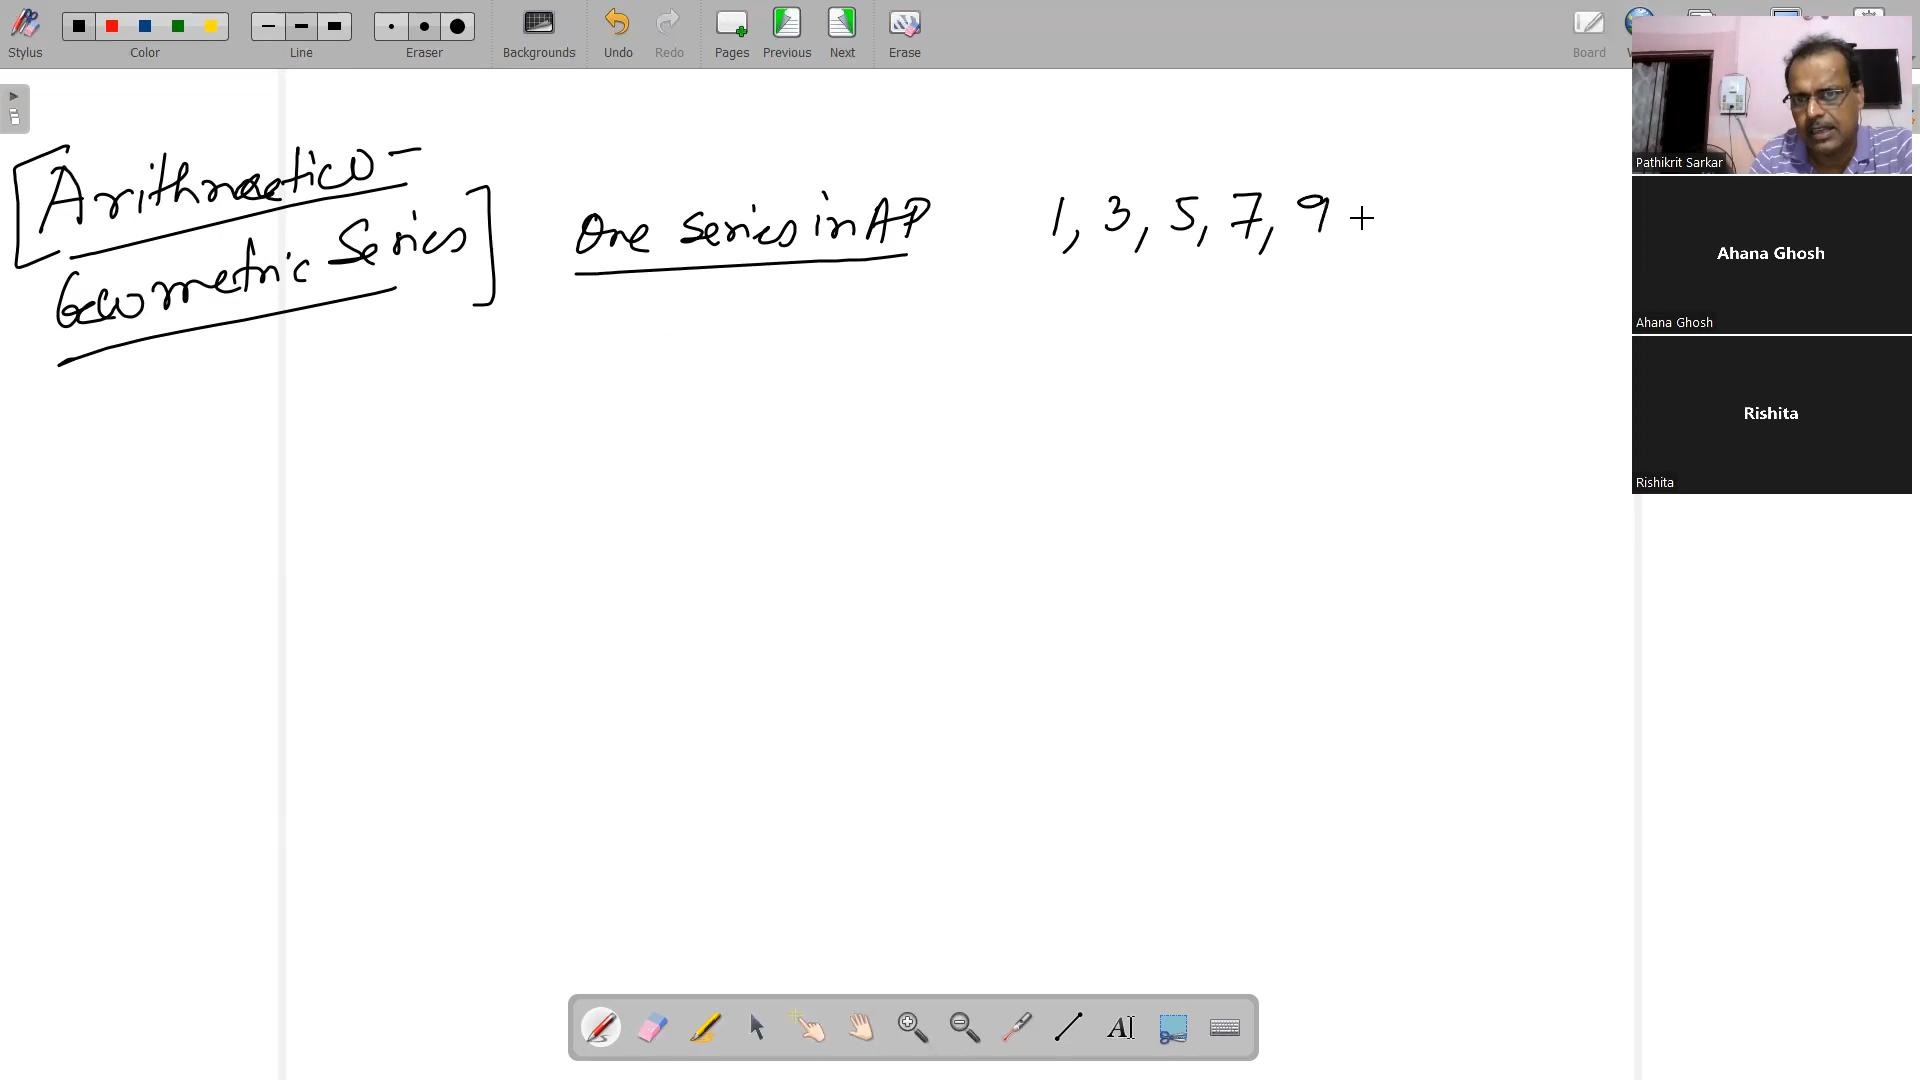 Stylus Color Line Eraser Backgrounds Undo Redo Pages Previous Next Erase Board
Pathikrit Sarkar
Ahana Ghosh
Ahana Ghosh
Rishita
Rishita
[Arithmetico-
Geometric Series]
One series in AP 1, 3, 5, 7, 9